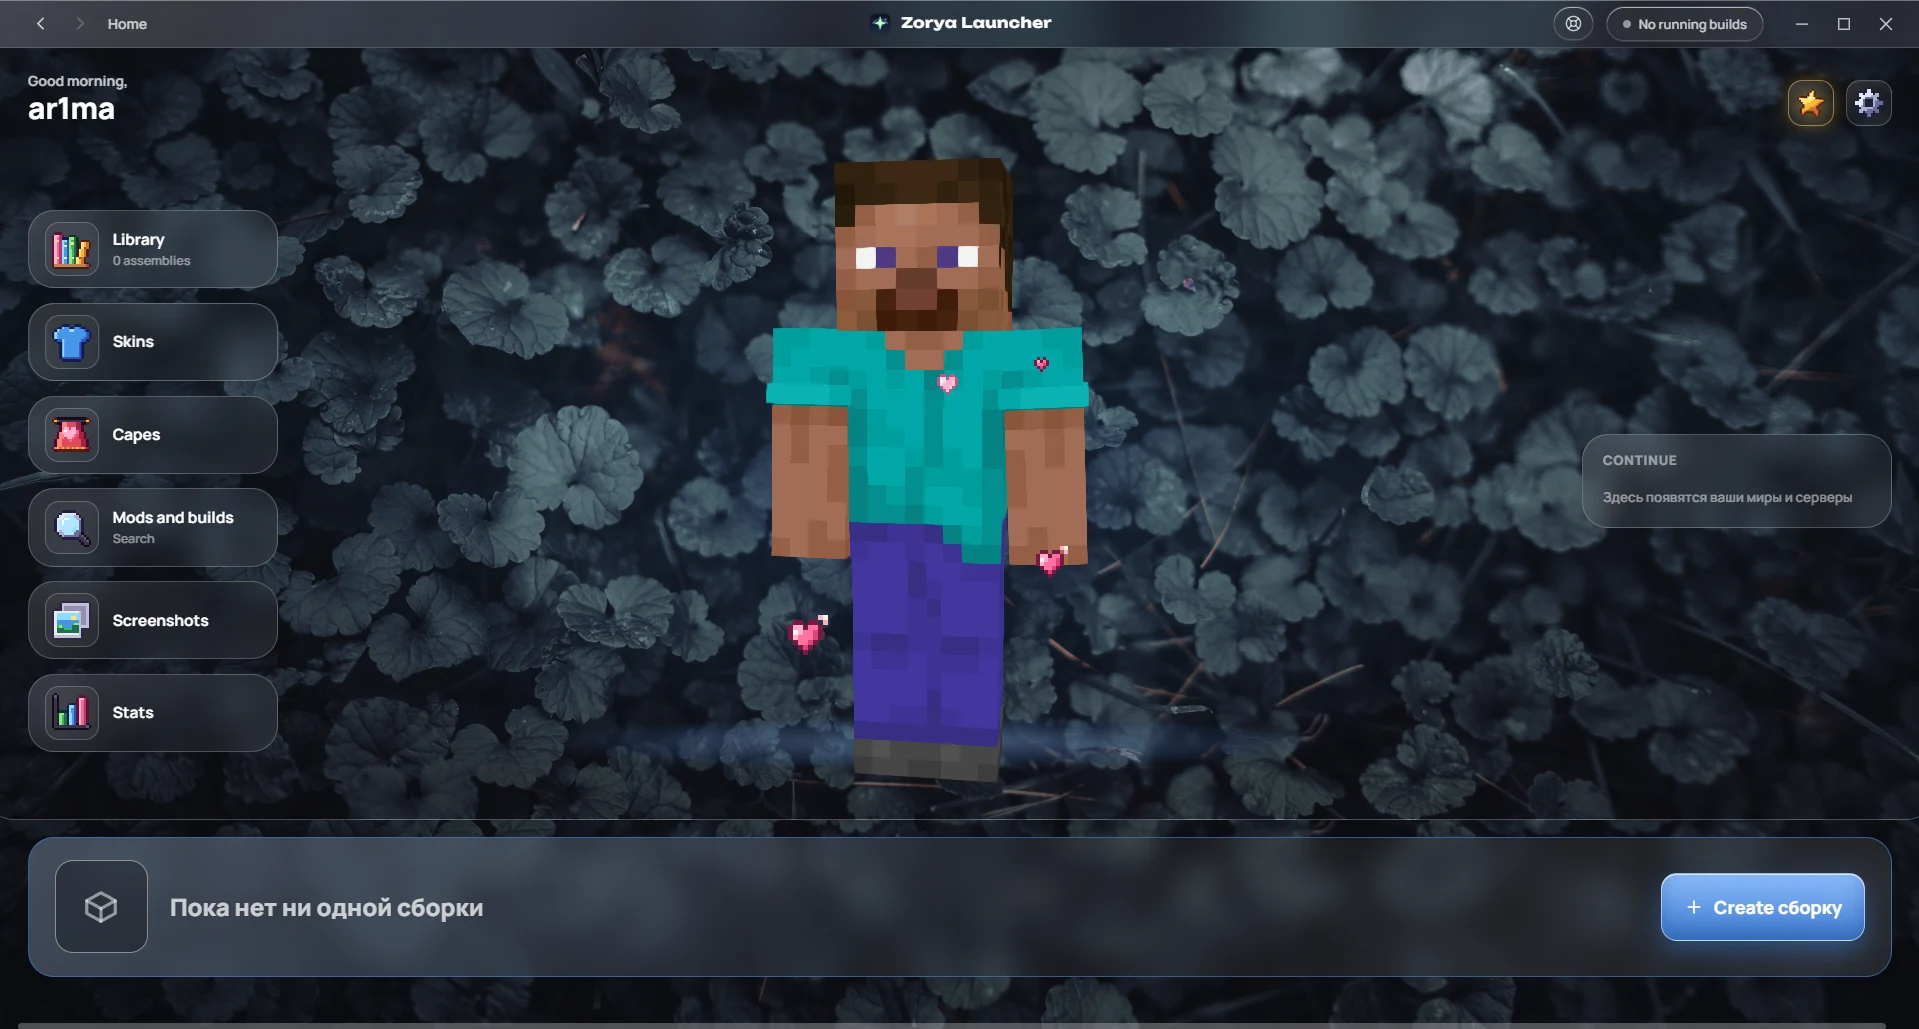 Home
Zorya Launcher
No running builds
Good morning,
ar1ma
Library
0 assemblies
Skins
Capes
Mods and builds
Search
Screenshots
Stats
CONTINUE
Здесь появятся ваши миры и серверы
Пока нет ни одной сборки
+ Create сборку